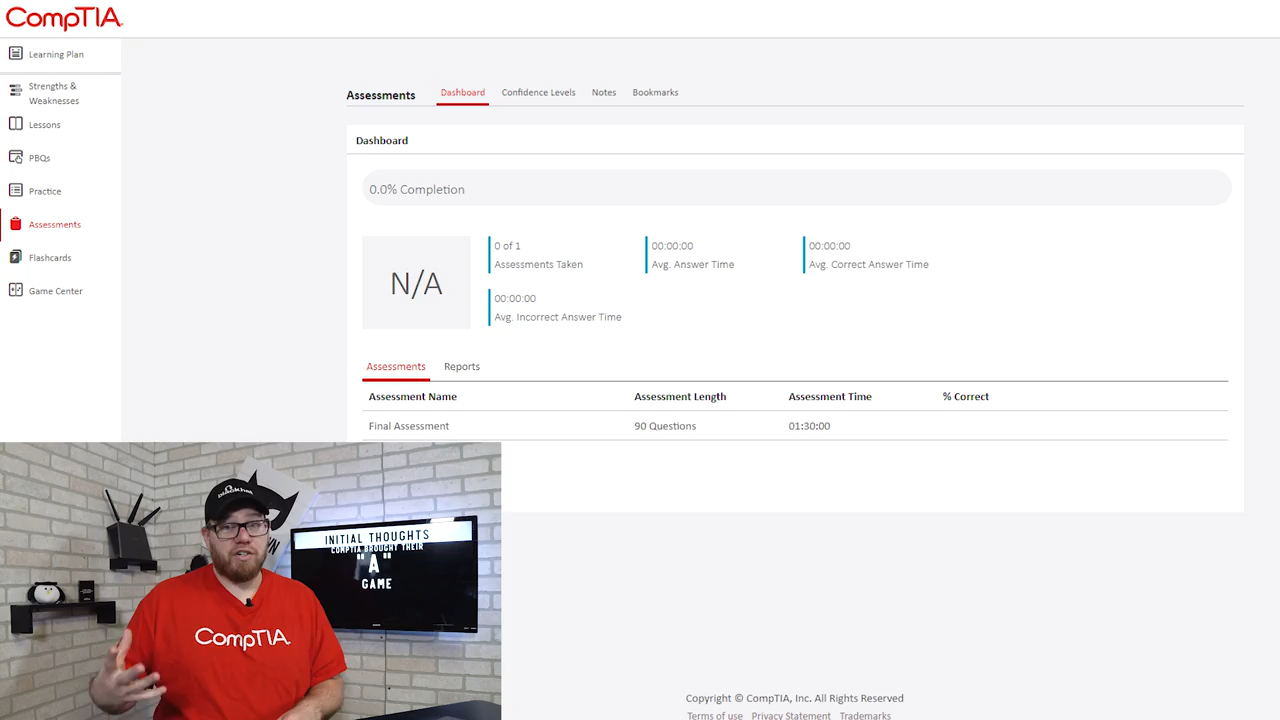 CompTIA.
Learning Plan
Strengths &
Weaknesses
Lessons
PBQs
Practice
Assessments
Flashcards
Game Center
Assessments
Dashboard
Confidence Levels
Notes
Bookmarks
Dashboard
0.0% Completion
N/A
0 of 1
Assessments Taken
00:00:00
Avg. Answer Time
00:00:00
Avg. Correct Answer Time
00:00:00
Avg. Incorrect Answer Time
Assessments
Reports
Assessment Name
Assessment Length
Assessment Time
% Correct
Final Assessment
90 Questions
01:30:00
blackhat
INITIAL THOUGHTS
COMPTIA BROUGHT THEIR
"A"
GAME
CompTIA.
Copyright © CompTIA, Inc. All Rights Reserved
Terms of use
Privacy Statement
Trademarks